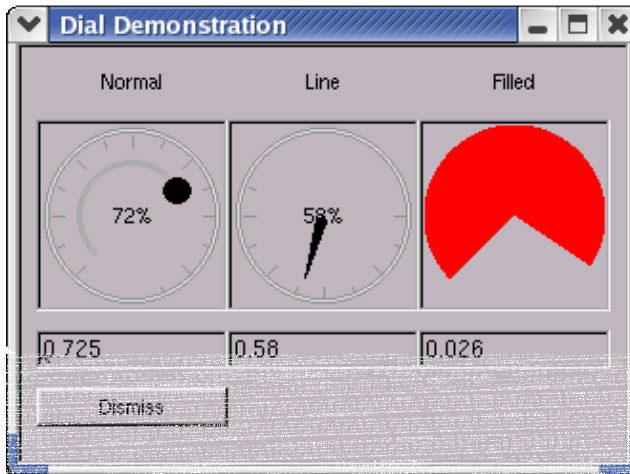 Dial Demonstration
Normal Line Filled
72% 58%
0.725 0.58 0.026
Dismiss